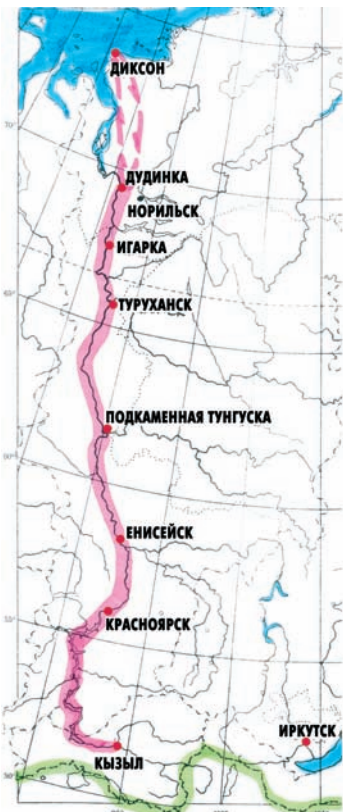 ДИКСОН
ДУДИНКА
НОРИЛЬСК
ИГАРКА
ТУРУХАНСК
ПОДКАМЕННАЯ ТУНГУСКА
ЕНИСЕЙСК
КРАСНОЯРСК
ИРКУТСК
КЫЗЫЛ